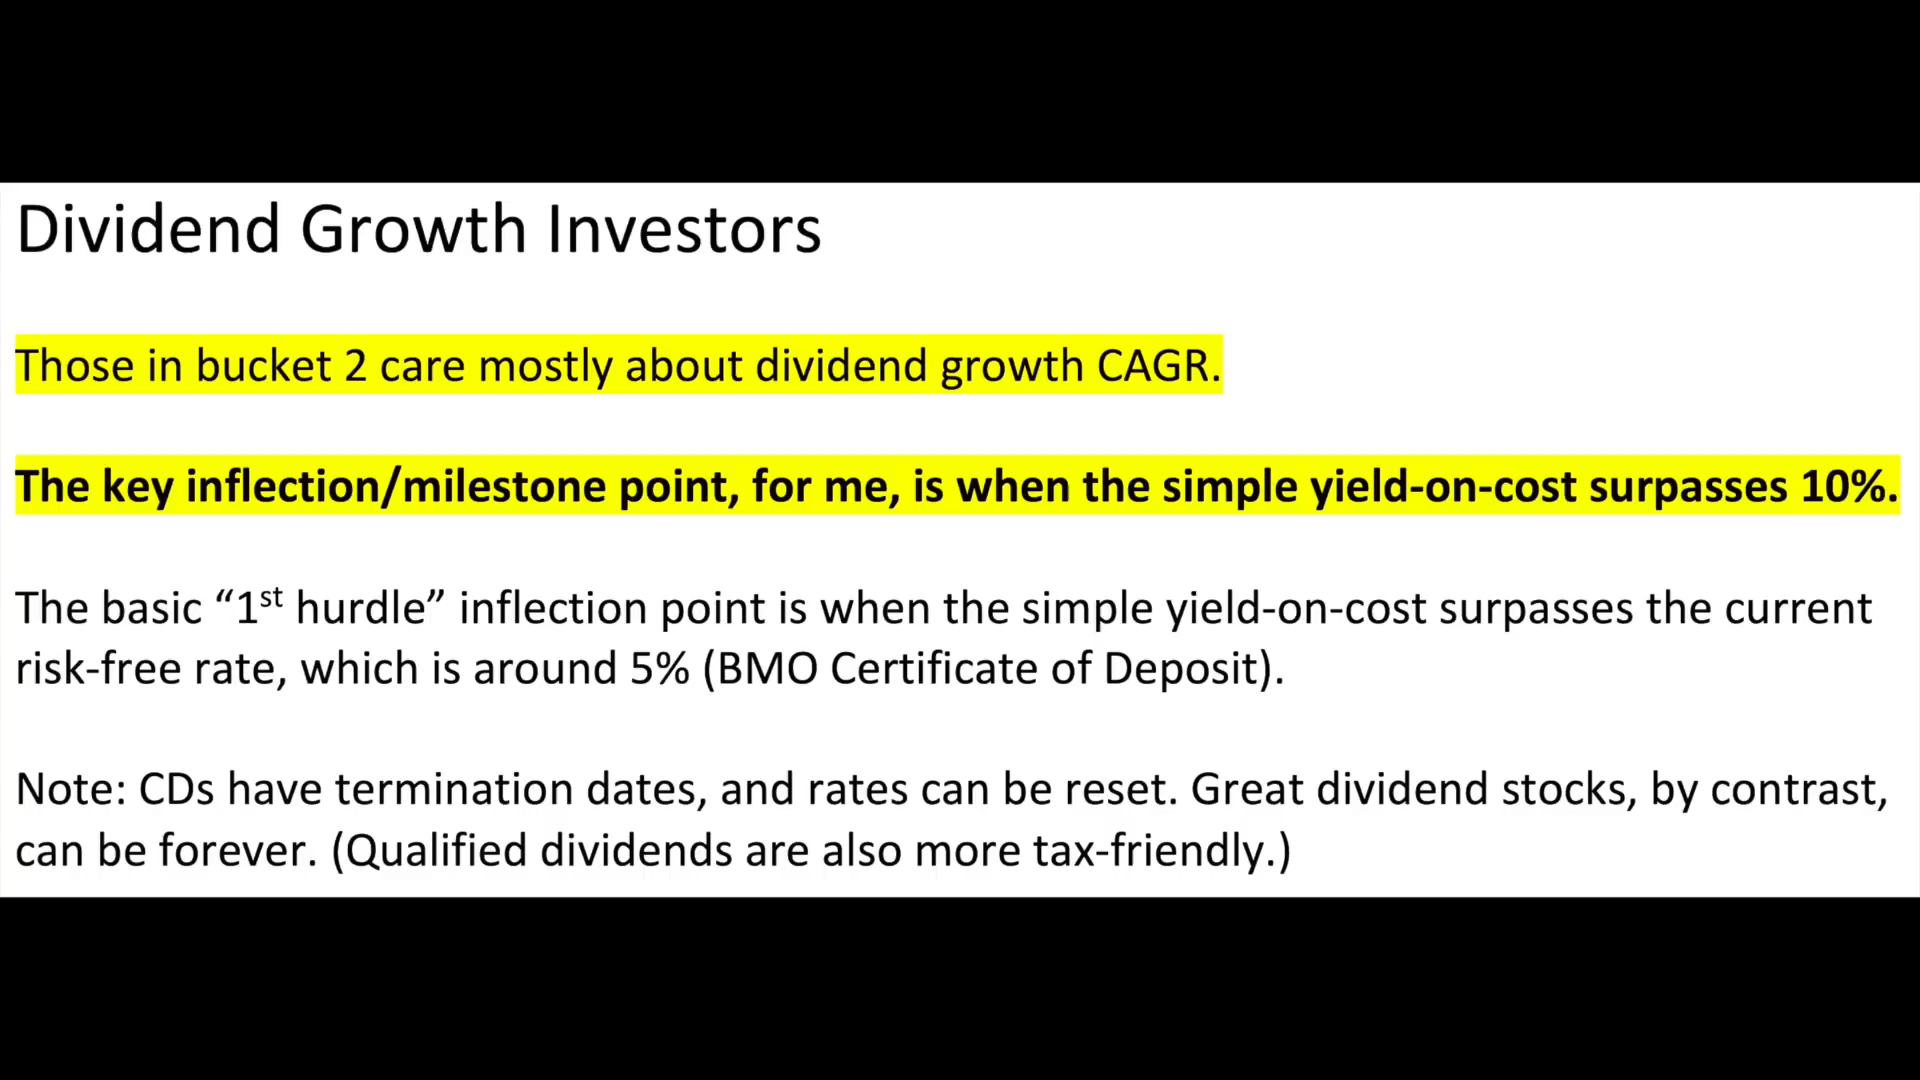 Dividend Growth Investors
Those in bucket 2 care mostly about dividend growth CAGR.
The key inflection/milestone point, for me, is when the simple yield-on-cost surpasses 10%.
The basic “1st hurdle” inflection point is when the simple yield-on-cost surpasses the current
risk-free rate, which is around 5% (BMO Certificate of Deposit).
Note: CDs have termination dates, and rates can be reset. Great dividend stocks, by contrast,
can be forever. (Qualified dividends are also more tax-friendly.)